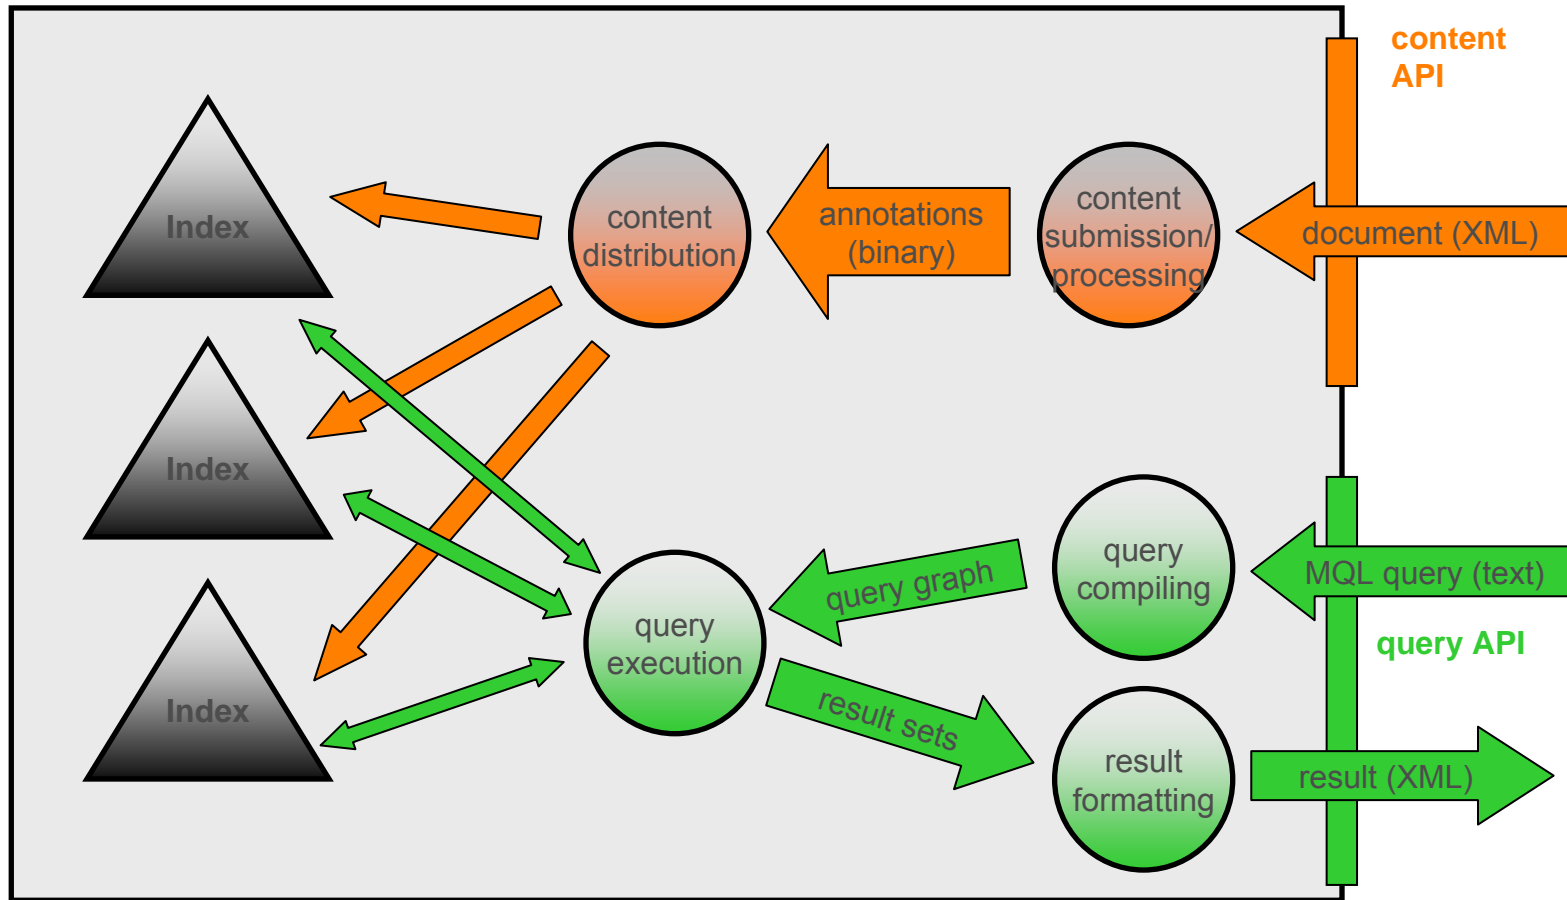 content
API
Index
content
distribution
annotations
(binary)
content
submission/
processing
document (XML)
Index
query
compiling
MQL query (text)
query graph
query
execution
query API
Index
result sets
result
formatting
result (XML)